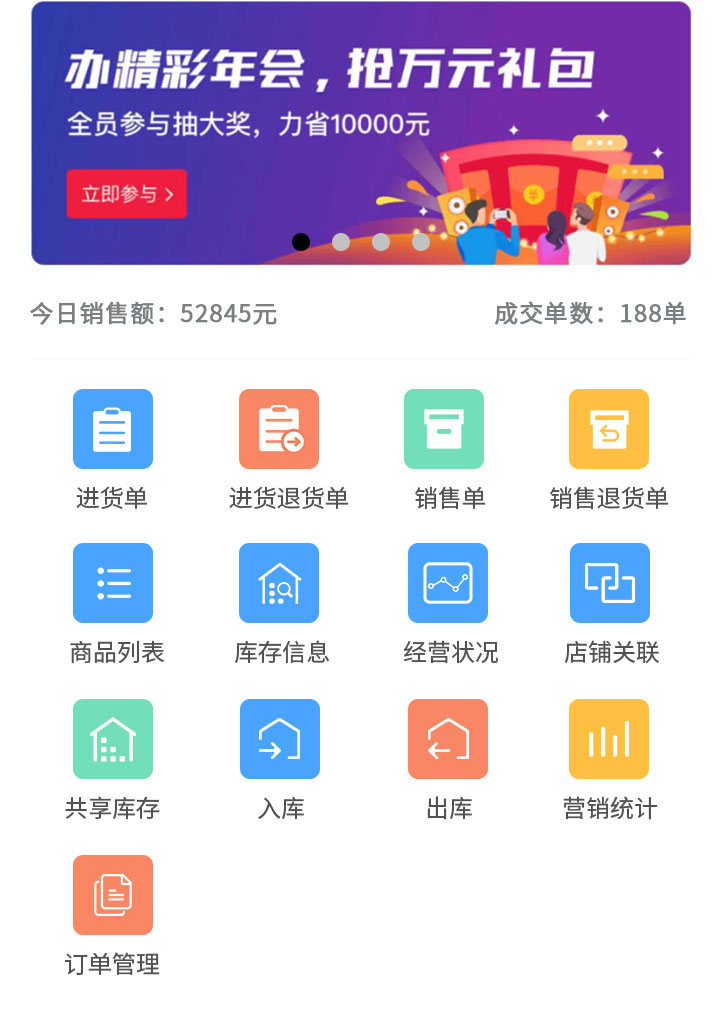 办精彩年会，抢万元礼包
全员参与抽大奖，力省10000元
立即参与
今日销售额：52845元 成交单数：188单
进货单 进货退货单 销售单 销售退货单
商品列表 库存信息 经营状况 店铺关联
共享库存 入库 出库 营销统计
订单管理